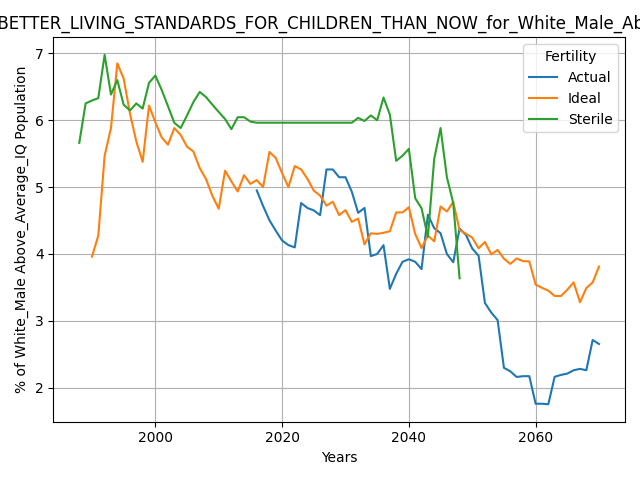 BETTER_LIVING_STANDARDS_FOR_CHILDREN_THAN_NOW_for_White_Male_Ab
7
6
5
4
3
2
% of White_Male Above_Average_IQ Population
Fertility
Actual
Ideal
Sterile
2000
2020
2040
2060
Years